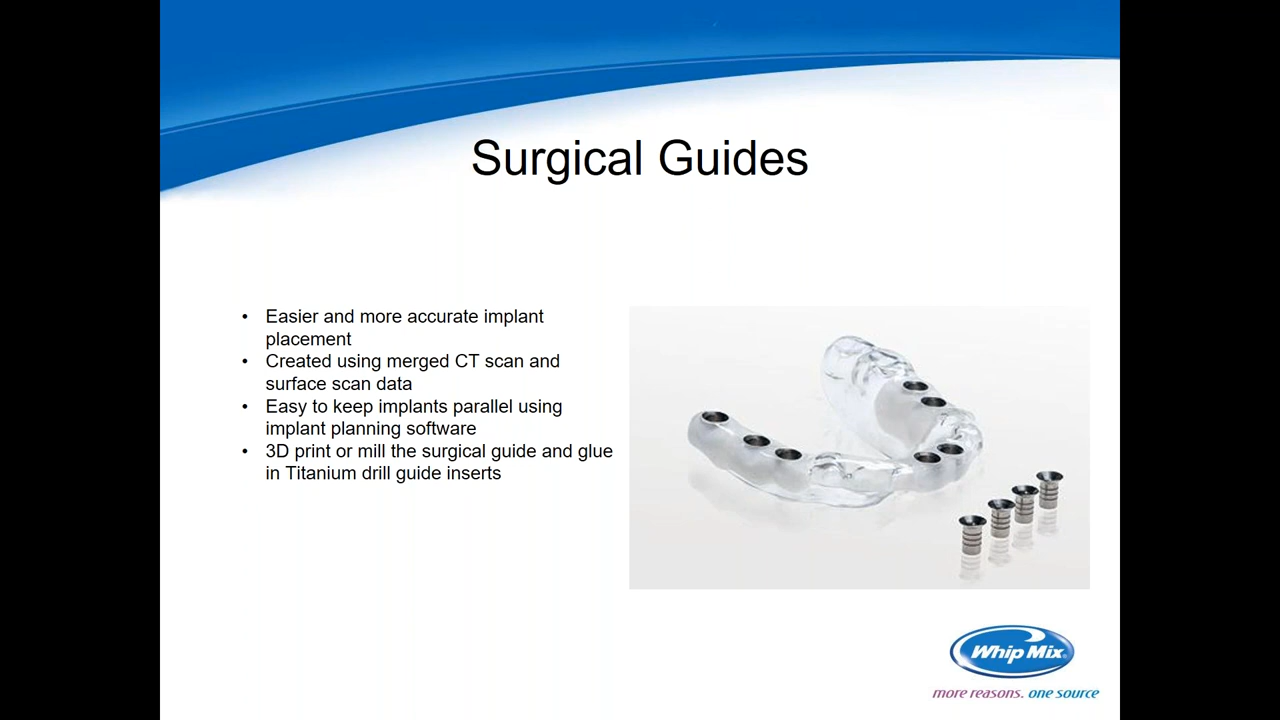 Surgical Guides
• Easier and more accurate implant
placement
• Created using merged CT scan and
surface scan data
• Easy to keep implants parallel using
implant planning software
• 3D print or mill the surgical guide and glue
in Titanium drill guide inserts
Whip Mix®
more reasons. one source